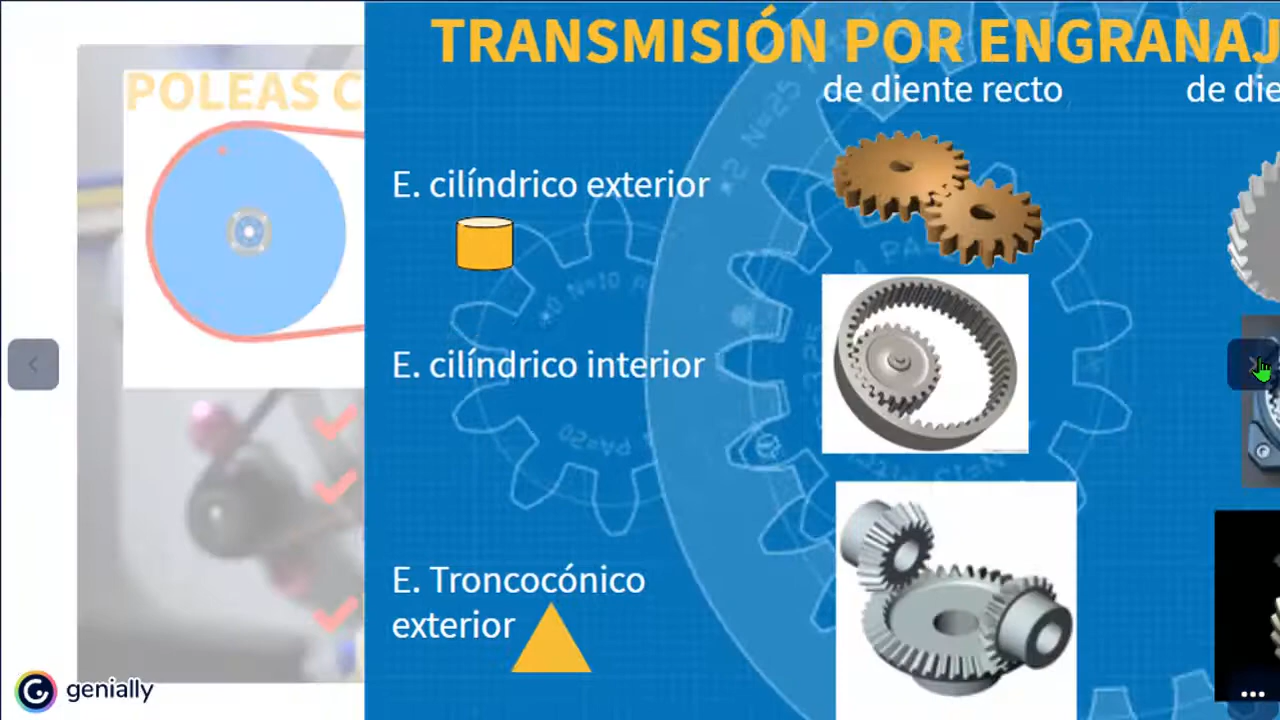 TRANSMISIÓN POR ENGRANAJ
de diente recto
de die
POLEAS C
E. cilíndrico exterior
E. cilíndrico interior
E. Troncocónico
exterior
genially